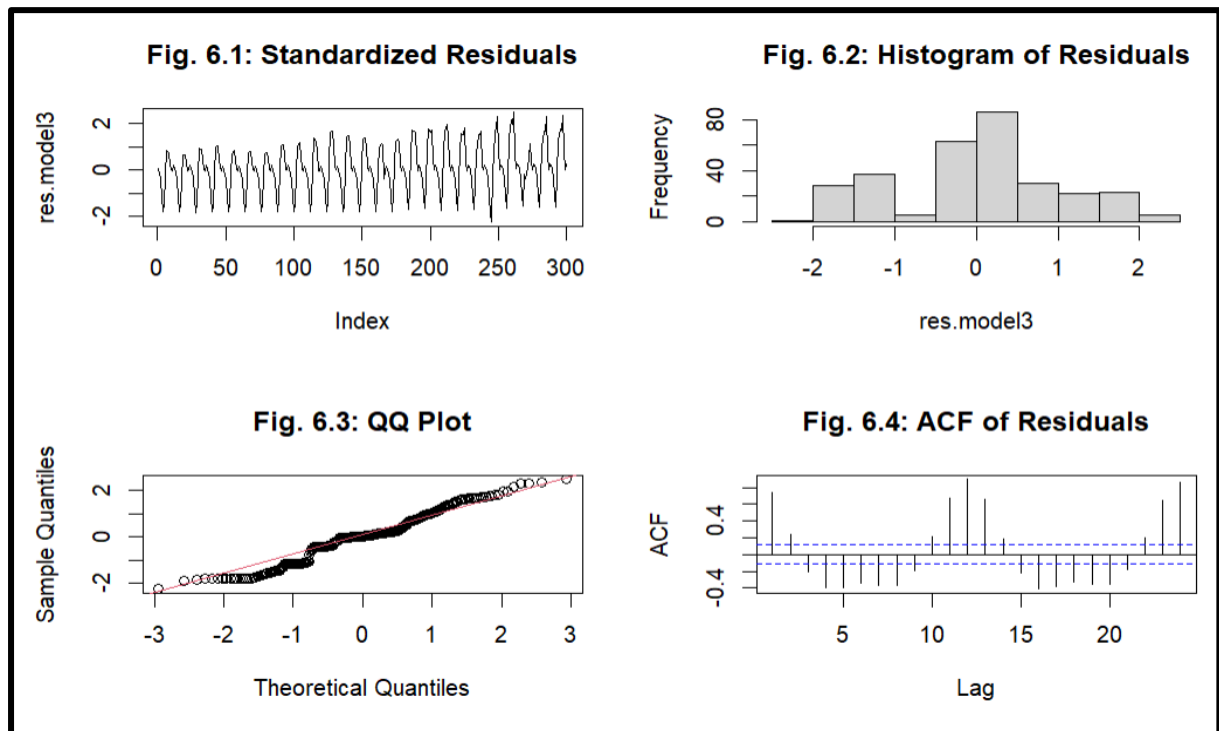 Fig. 6.1: Standardized Residuals
res.model3
2
0
-2
0 50 100 150 200 250 300
Index
Fig. 6.2: Histogram of Residuals
Frequency
80
40
0
-2 -1 0 1 2
res.model3
Fig. 6.3: QQ Plot
Sample Quantiles
2
0
-2
-3 -2 -1 0 1 2 3
Theoretical Quantiles
Fig. 6.4: ACF of Residuals
ACF
0.4
-0.4
5 10 15 20
Lag